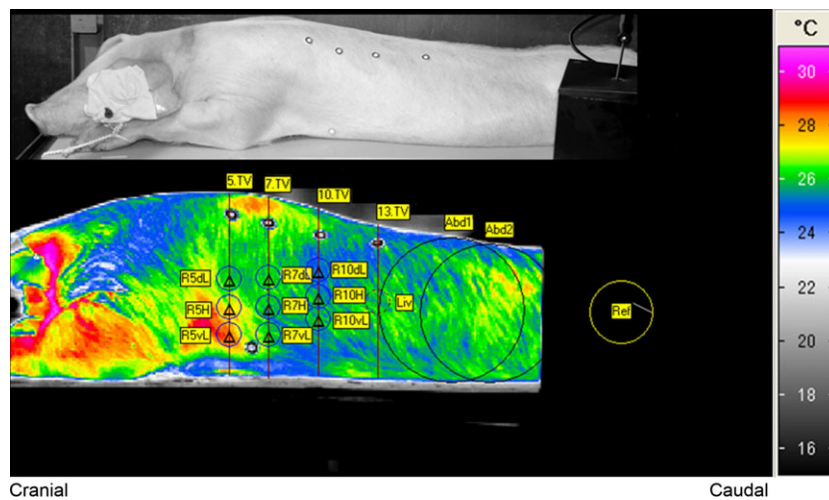 °C
30
28
26
24
22
20
18
16
5.TV
7.TV
10.TV
13.TV
Abd1
Abd2
R5dL
R7dL
R10dL
R5H
R7H
R10H
Liv
R5vL
R7vL
R10vL
Ref
Cranial
Caudal